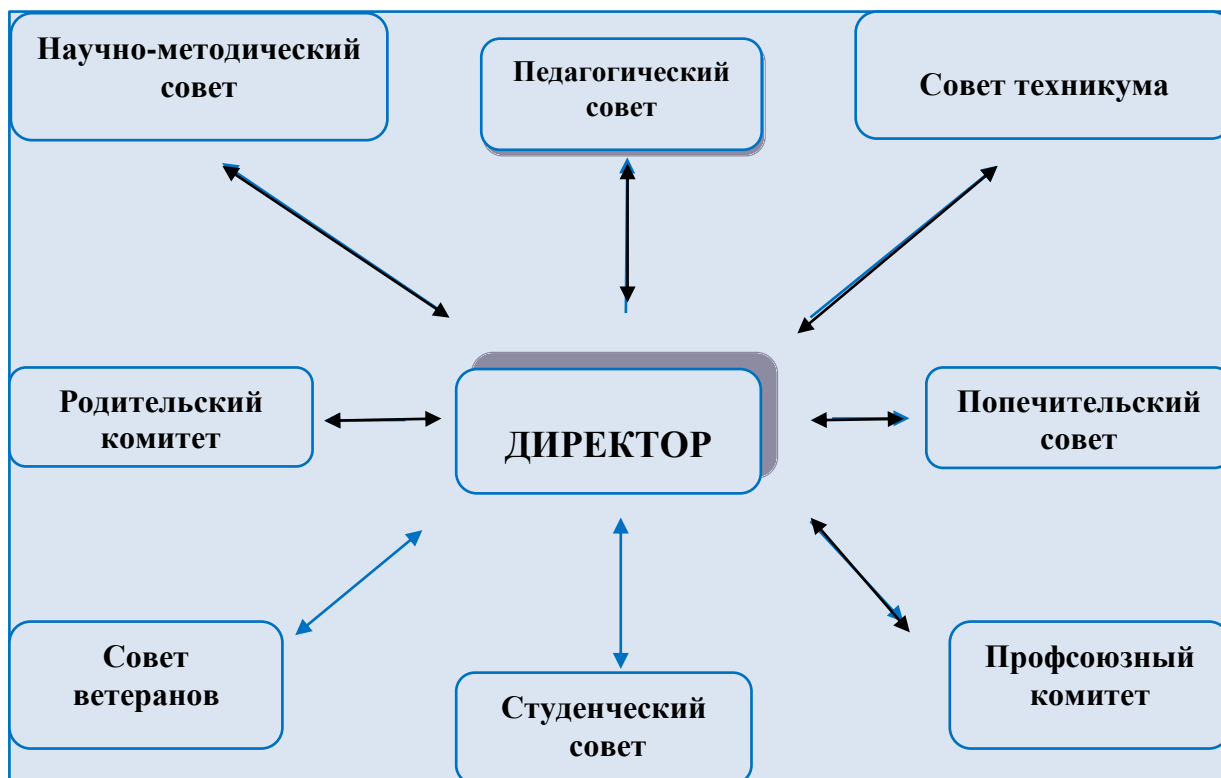 Научно-методический
совет
Педагогический
совет
Совет техникума
Родительский
комитет
ДИРЕКТОР
Попечительский
совет
Совет
ветеранов
Студенческий
совет
Профсоюзный
комитет